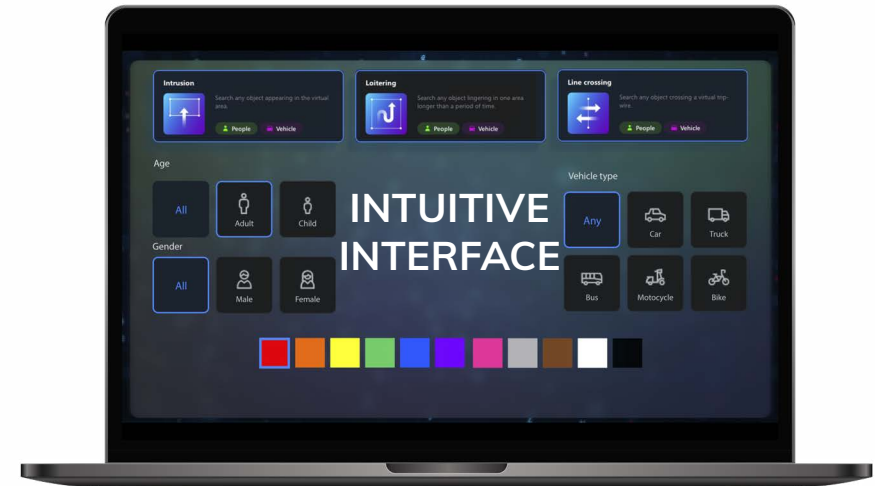 Intrusion
Search any object appearing in the virtual
area.
People
Vehicle
Loitering
Search any object lingering in one area
longer than a period of time.
People
Vehicle
Line crossing
Search any object crossing a virtual trip-
wire
People
Vehicle
Age
All
Adult
Child
Gender
All
Male
Female
INTUITIVE
INTERFACE
Vehicle type
Any
Car
Truck
Bus
Motocycle
Bike